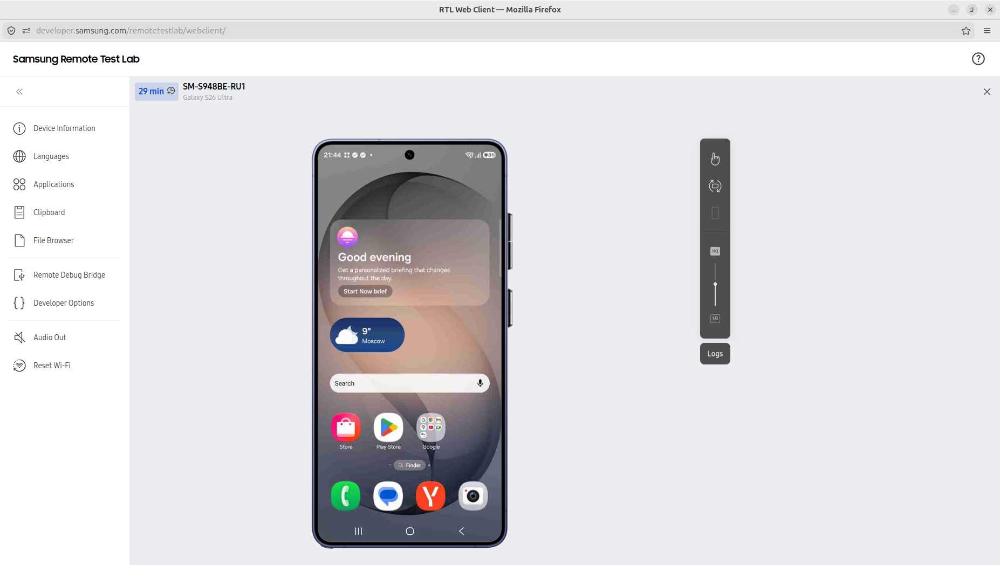 RTL Web Client — Mozilla Firefox
developer.samsung.com/remotetestlab/webclient/
Samsung Remote Test Lab
29 min
SM-S948BE-RU1
Galaxy S26 Ultra
Device Information
Languages
Applications
Clipboard
File Browser
Remote Debug Bridge
Developer Options
Audio Out
Reset Wi-Fi
21:44
81
Good evening
Get a personalized briefing that changes
throughout the day.
Start Now brief
9°
Moscow
Search
Store
Play Store
Google
Finder
HQ
LQ
Logs